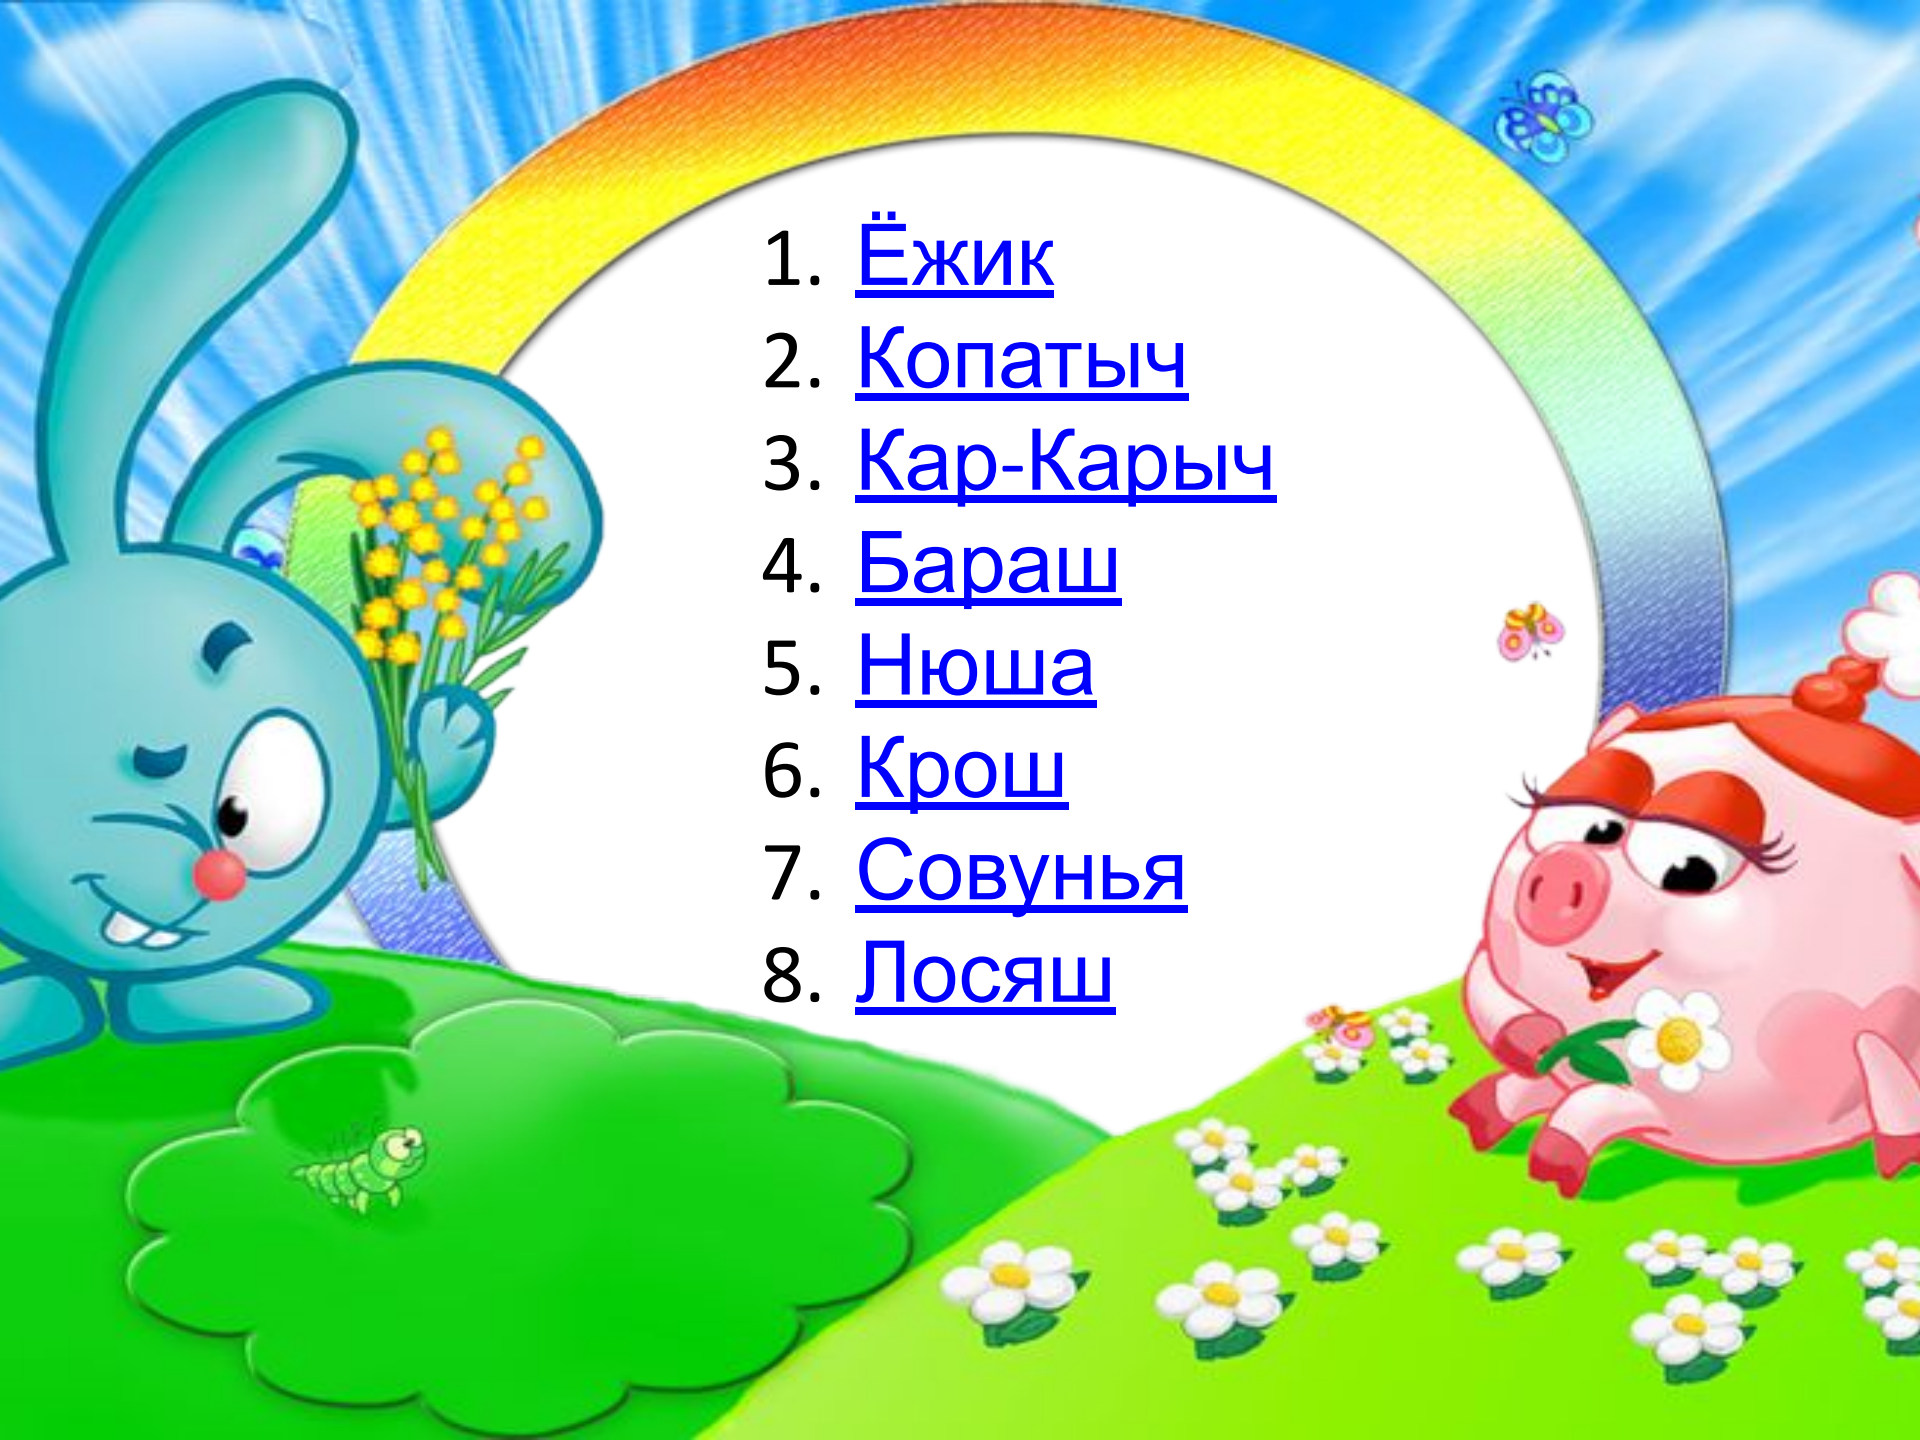 1. Ёжик
2. Копатыч
3. Кар-Карыч
4. Бараш
5. Нюша
6. Крош
7. Совунья
8. Лосяш